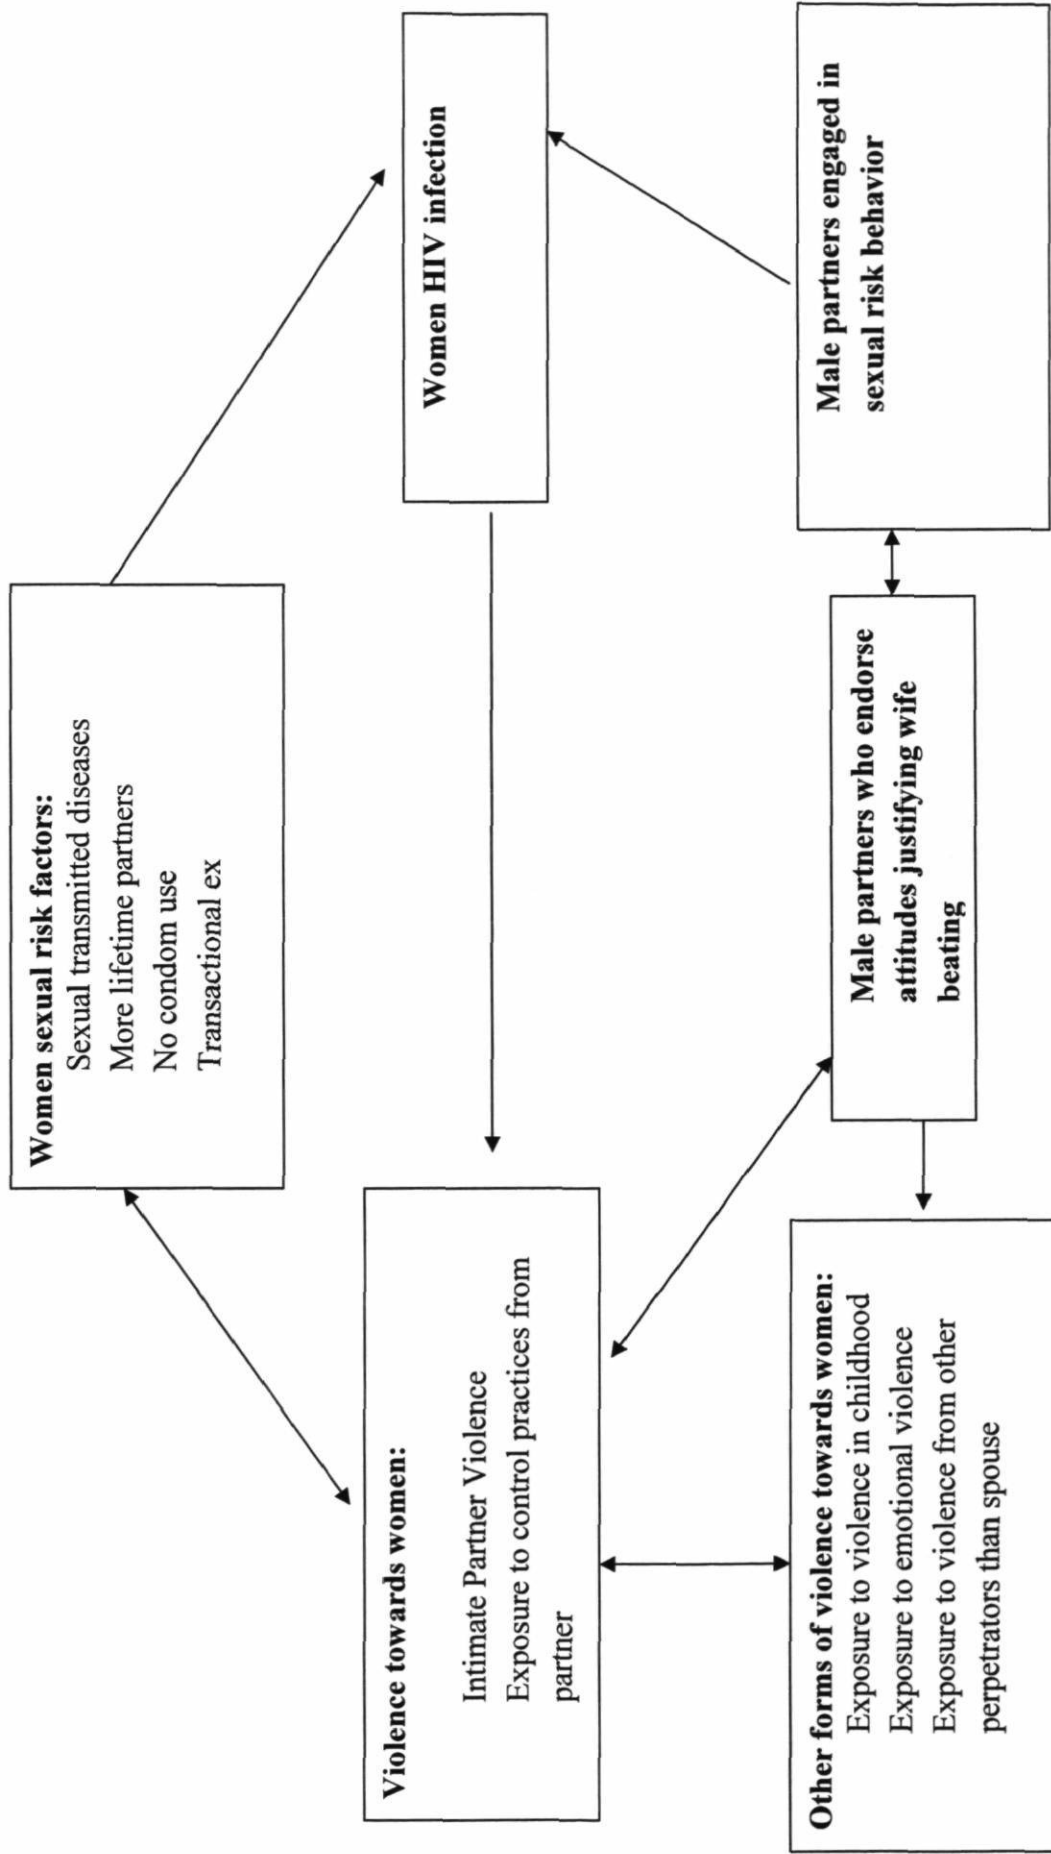 Women sexual risk factors:
Sexual transmitted diseases
More lifetime partners
No condom use
Transactional ex
Violence towards women:
Intimate Partner Violence
Exposure to control practices from
partner
Women HIV infection
Other forms of violence towards women:
Exposure to violence in childhood
Exposure to emotional violence
Exposure to violence from other
perpetrators than spouse
Male partners who endorse
attitudes justifying wife
beating
Male partners engaged in
sexual risk behavior